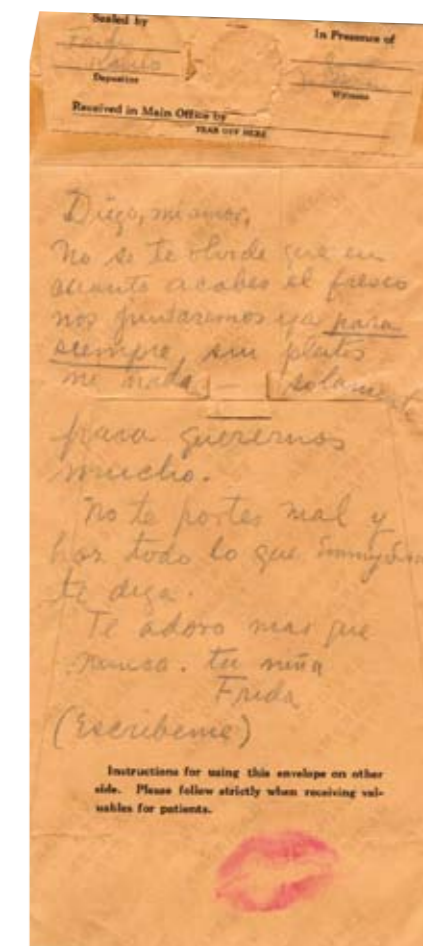 Sealed by
In Presence of
Frida
Kahlo
Depositor
Witness
Received in Main Office by
TEAR OFF HERE
Diego, mi amor,
No se te olvide que en
cuanto acabes el fresco
nos juntaremos ya para
siempre, sin pleitos
ni nada, solamente
para querernos
mucho.
No te portes mal y
haz todo lo que Emmy Lou
te diga.
Te adoro mas que
nunca. tu niña
Frida
(Escribeme)
Instructions for using this envelope on other
side. Please follow strictly when receiving val-
uables for patients.